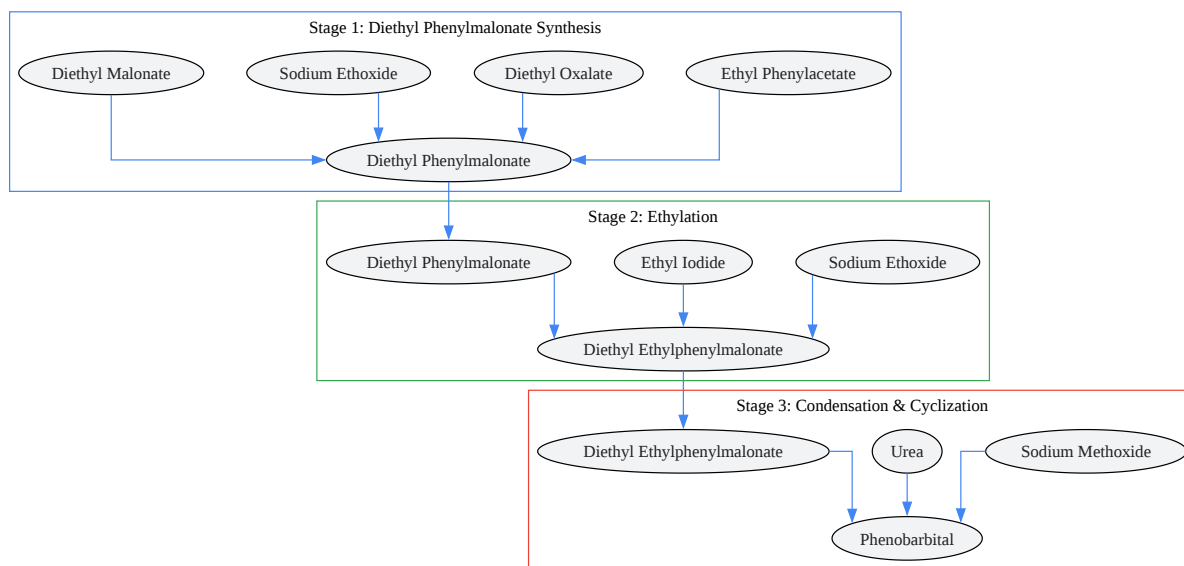 Stage 1: Diethyl Phenylmalonate Synthesis
Diethyl Malonate
Sodium Ethoxide
Diethyl Oxalate
Ethyl Phenylacetate
Diethyl Phenylmalonate
Stage 2: Ethylation
Diethyl Phenylmalonate
Ethyl Iodide
Sodium Ethoxide
Diethyl Ethylphenylmalonate
Stage 3: Condensation & Cyclization
Diethyl Ethylphenylmalonate
Urea
Sodium Methoxide
Phenobarbital